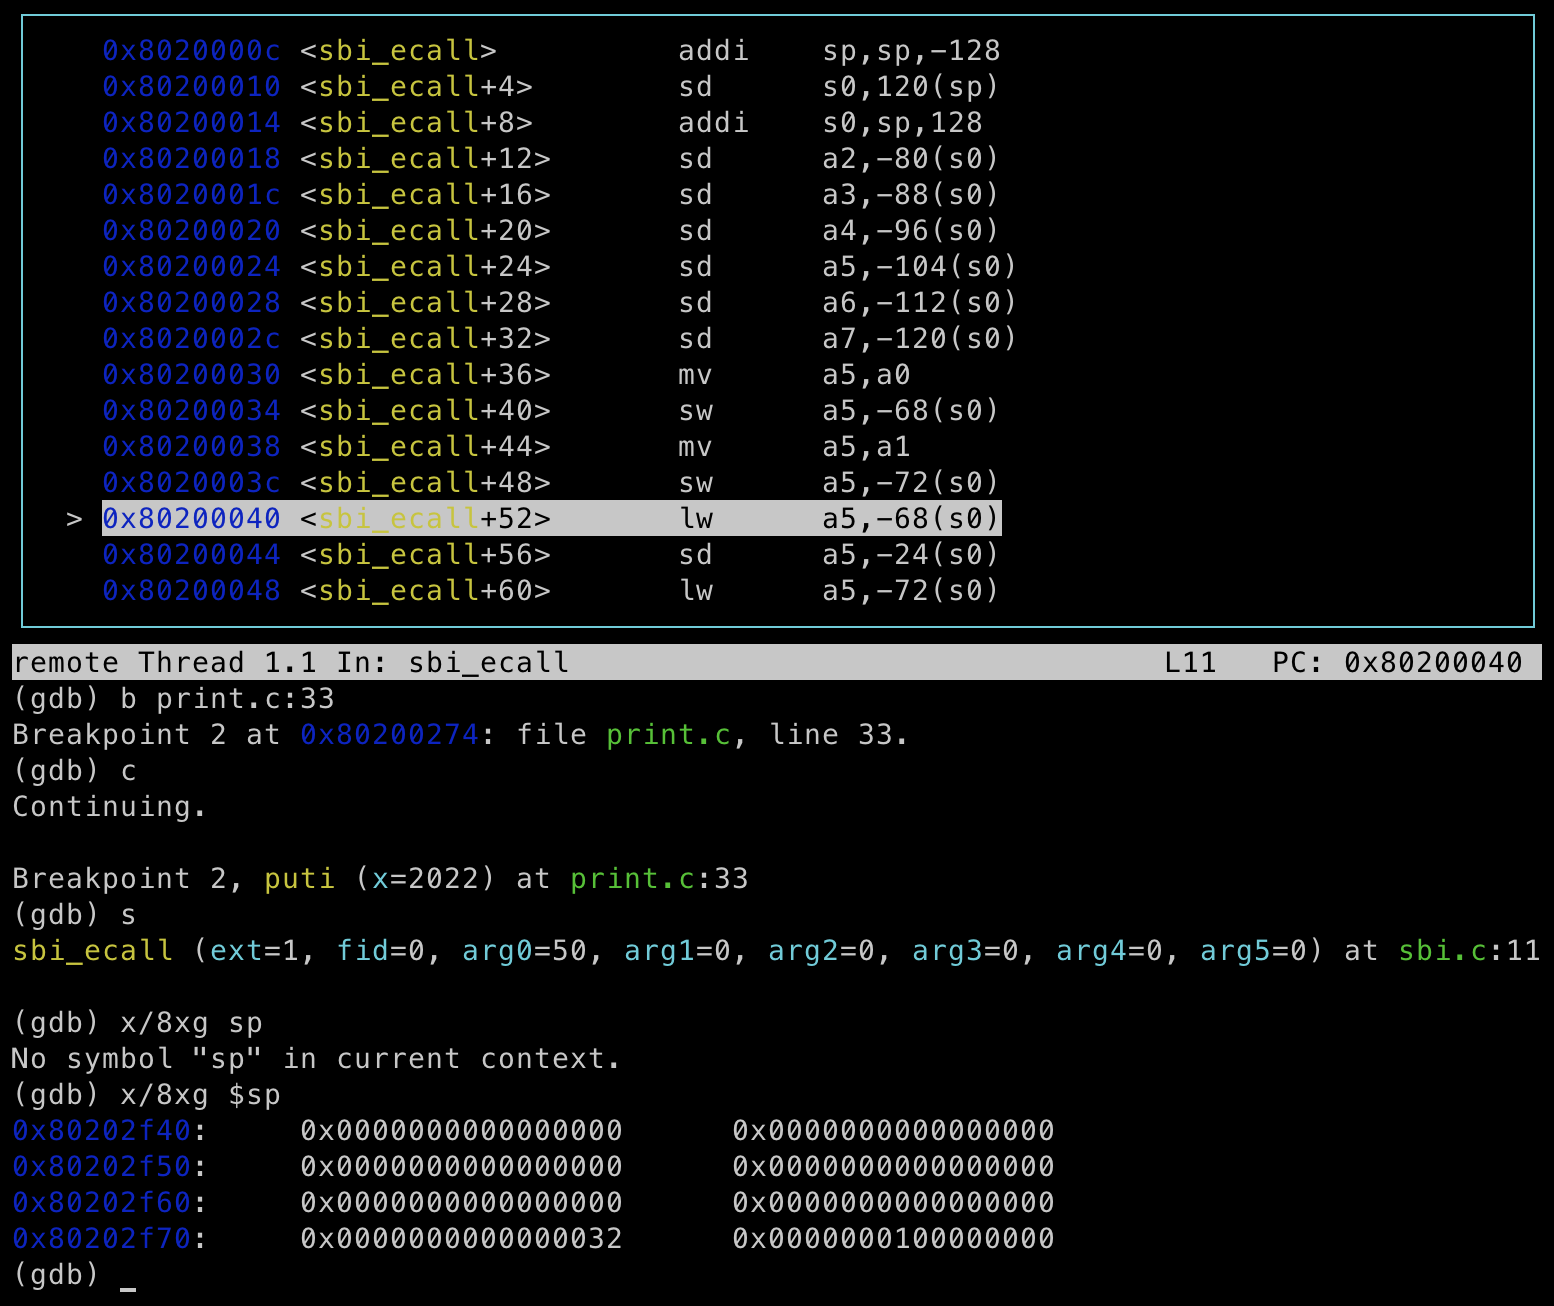 0x8020000c <sbi_ecall> addi sp,sp,-128
0x80200010 <sbi_ecall+4> sd s0,120(sp)
0x80200014 <sbi_ecall+8> addi s0,sp,128
0x80200018 <sbi_ecall+12> sd a2,-80(s0)
0x8020001c <sbi_ecall+16> sd a3,-88(s0)
0x80200020 <sbi_ecall+20> sd a4,-96(s0)
0x80200024 <sbi_ecall+24> sd a5,-104(s0)
0x80200028 <sbi_ecall+28> sd a6,-112(s0)
0x8020002c <sbi_ecall+32> sd a7,-120(s0)
0x80200030 <sbi_ecall+36> mv a5,a0
0x80200034 <sbi_ecall+40> sw a5,-68(s0)
0x80200038 <sbi_ecall+44> mv a5,a1
0x8020003c <sbi_ecall+48> sw a5,-72(s0)
> 0x80200040 <sbi_ecall+52> lw a5,-68(s0)
0x80200044 <sbi_ecall+56> sd a5,-24(s0)
0x80200048 <sbi_ecall+60> lw a5,-72(s0)
remote Thread 1.1 In: sbi_ecall L11 PC: 0x80200040
(gdb) b print.c:33
Breakpoint 2 at 0x80200274: file print.c, line 33.
(gdb) c
Continuing.
Breakpoint 2, puti (x=2022) at print.c:33
(gdb) s
sbi_ecall (ext=1, fid=0, arg0=50, arg1=0, arg2=0, arg3=0, arg4=0, arg5=0) at sbi.c:11
(gdb) x/8xg sp
No symbol "sp" in current context.
(gdb) x/8xg $sp
0x80202f40: 0x0000000000000000 0x0000000000000000
0x80202f50: 0x0000000000000000 0x0000000000000000
0x80202f60: 0x0000000000000000 0x0000000000000000
0x80202f70: 0x0000000000000032 0x0000000100000000
(gdb) _